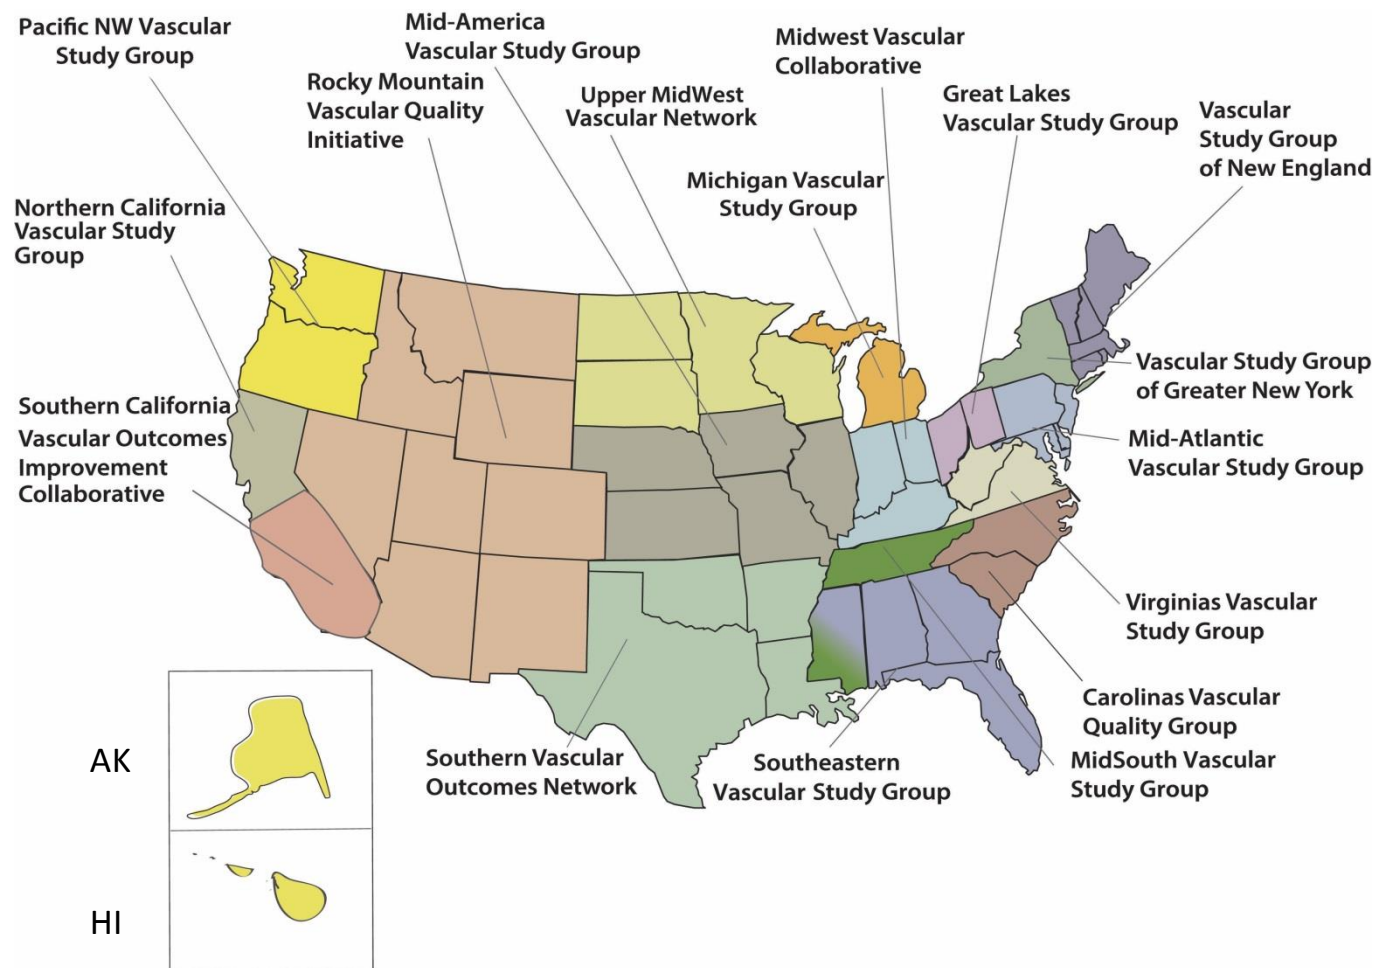 Pacific NW Vascular
Study Group
Mid-America
Vascular Study Group
Rocky Mountain
Vascular Quality
Initiative
Upper MidWest
Vascular Network
Midwest Vascular
Collaborative
Great Lakes
Vascular Study Group
Vascular
Study Group
of New England
Michigan Vascular
Study Group
Northern California
Vascular Study
Group
Southern California
Vascular Outcomes
Improvement
Collaborative
Vascular Study Group
of Greater New York
Mid-Atlantic
Vascular Study Group
Virginias Vascular
Study Group
Carolinas Vascular
Quality Group
MidSouth Vascular
Study Group
Southeastern
Vascular Study Group
Southern Vascular
Outcomes Network
AK
HI